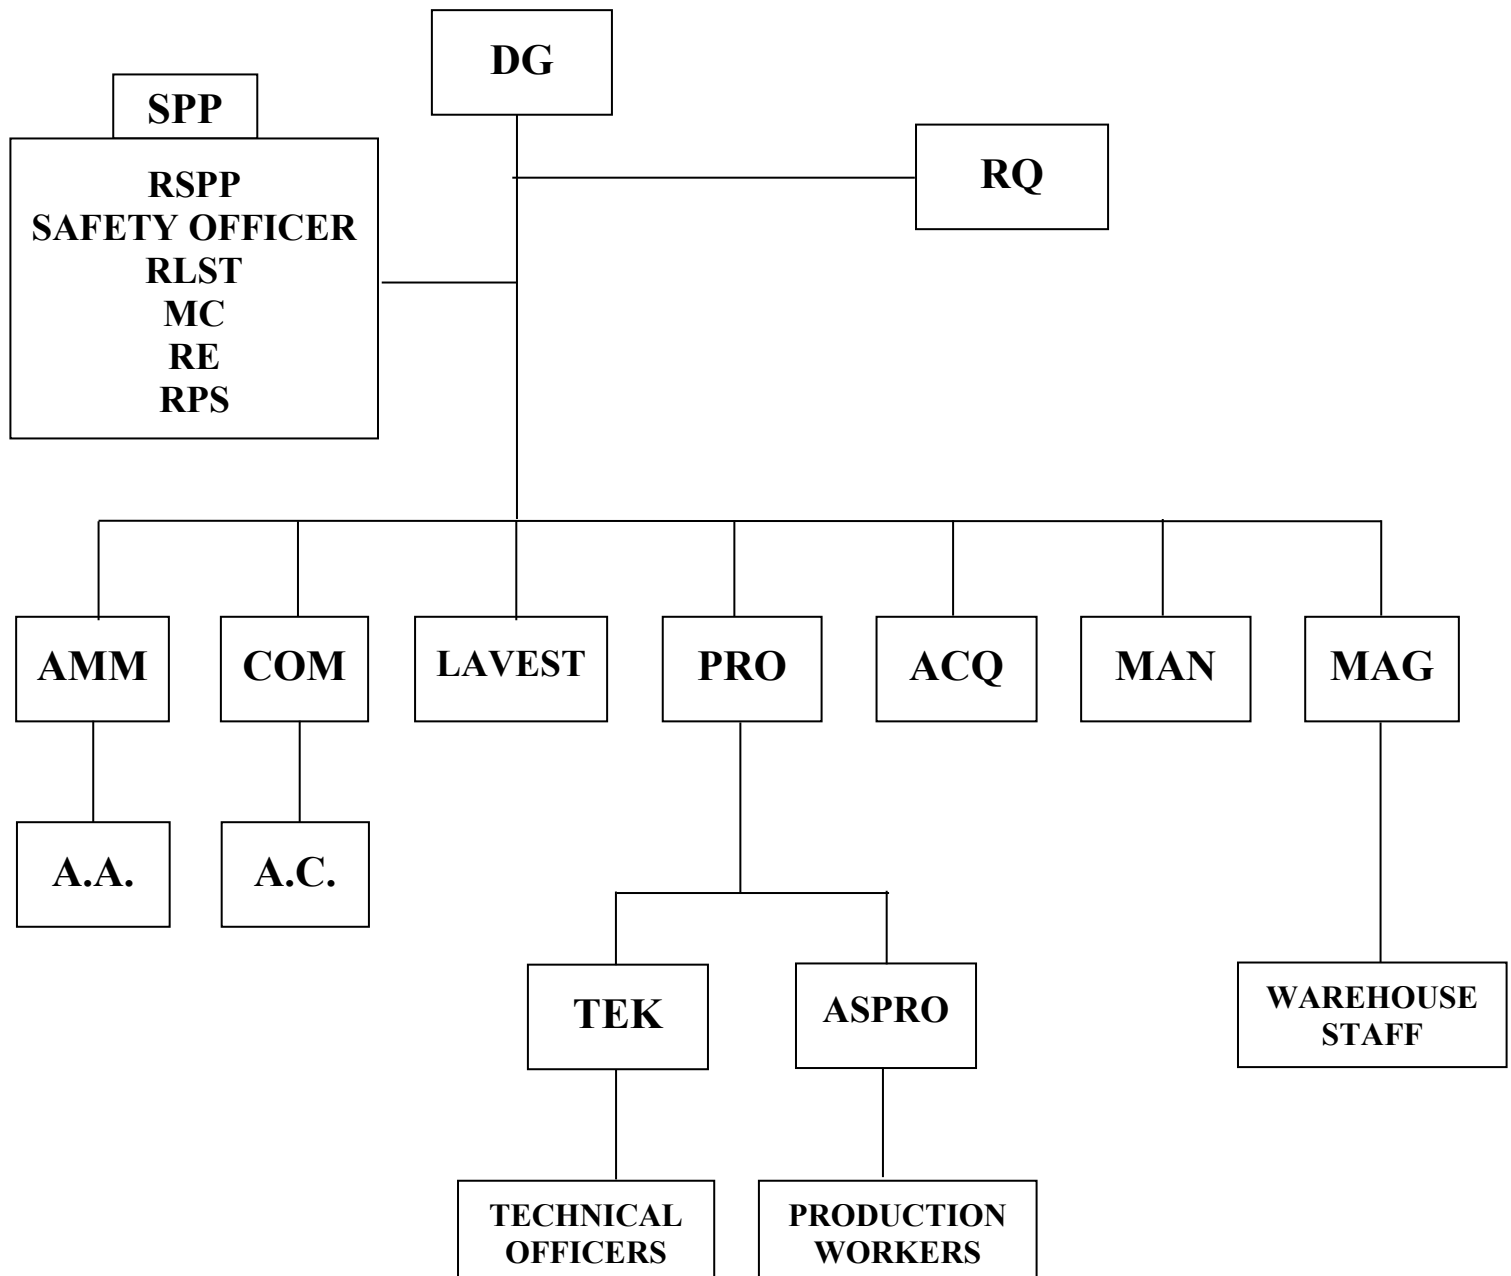 DG
SPP
RQ
RSPP
SAFETY OFFICER
RLST
MC
RE
RPS
AMM
COM
LAVEST
PRO
ACQ
MAN
MAG
A.A.
A.C.
TEK
ASPRO
WAREHOUSE
STAFF
TECHNICAL
OFFICERS
PRODUCTION
WORKERS